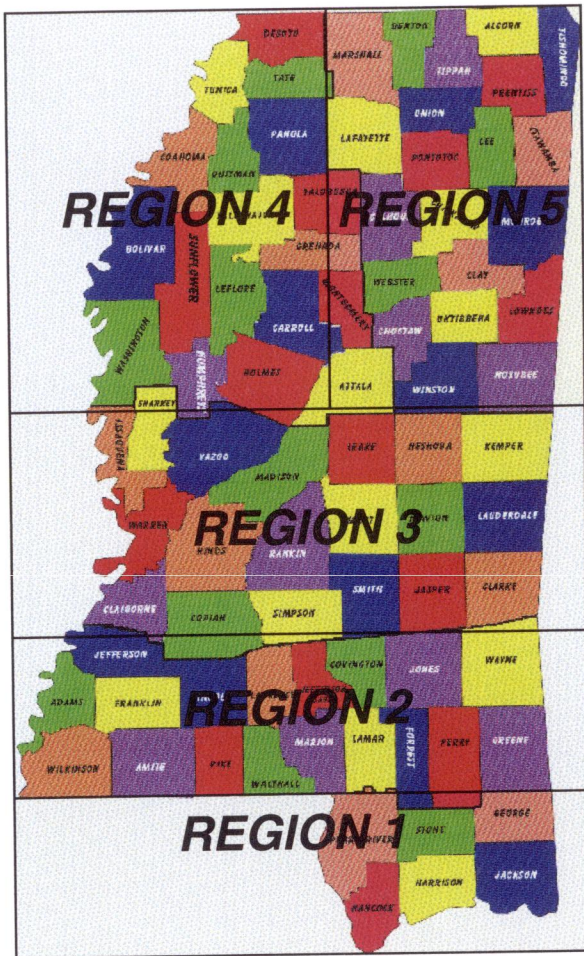 DESOTO
MARSHALL
BENTON
ALCORN
TISHOMINGO
TIPPAH
TUNICA
TATE
PRENTISS
PANOLA
LAFAYETTE
UNION
COAHOMA
QUITMAN
PONTOTOC
LEE
ITAWAMBA
REGION 4
REGION 5
YALOBUSHA
MONROE
BOLIVAR
SUNFLOWER
GRENADA
CLAY
LEFLORE
WEBSTER
MONTGOMERY
OKTIBBEHA
LOWNDES
WASHINGTON
CARROLL
CHOCTAW
HUMPHREYS
HOLMES
ATTALA
WINSTON
NOXUBEE
SHARKEY
ISSAQUENA
YAZOO
LEAKE
NESHOBA
KEMPER
MADISON
WARREN
REGION 3
LAUDERDALE
HINDS
RANKIN
CLAIBORNE
COPIAH
SIMPSON
SMITH
JASPER
CLARKE
JEFFERSON
COVINGTON
JONES
WAYNE
ADAMS
FRANKLIN
REGION 2
MARION
LAMAR
FORREST
PERRY
GREENE
WILKINSON
AMITE
PIKE
WALTHALL
REGION 1
STONE
GEORGE
HARRISON
JACKSON
HANCOCK